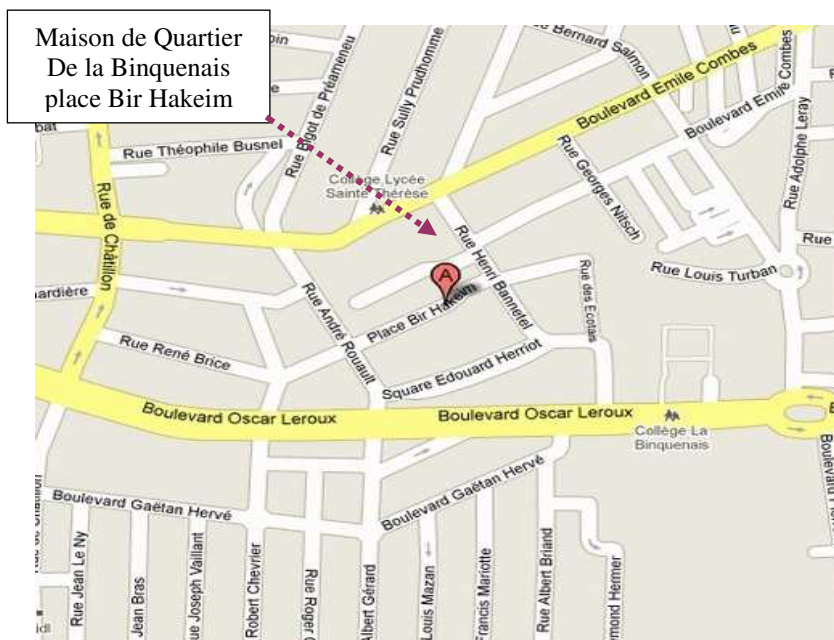 Maison de Quartier
De la Binquenais
place Bir Hakeim
Rue Bernard Salmon
Boulevard Emile Combes
Boulevard Emile Combes
Rue Sully Prudhomme
Rue Bigot de Préameneu
Rue Théophile Busnel
Rue de Châtillon
Collège Lycée
Sainte Thérèse
Rue Georges Nitsch
Rue Adolphe Leray
Rue
Rue Louis Turban
Rue Henri Bannetel
Rue des Ecotais
A
Place Bir Hakeim
ardière
Rue André Rouault
Rue René Brice
Square Edouard Herriot
Boulevard Oscar Leroux
Boulevard Oscar Leroux
Collège La
Binquenais
Boulevard
Boulevard Gaëtan Hervé
Boulevard Gaëtan Hervé
Rue Jean Le Ny
Jean Bras
Rue Joseph Vaillant
Robert Chevrier
Rue Roger
Albert Gérard
Louis Mazan
Francis Mariotte
Rue Albert Briand
ymond Hermer